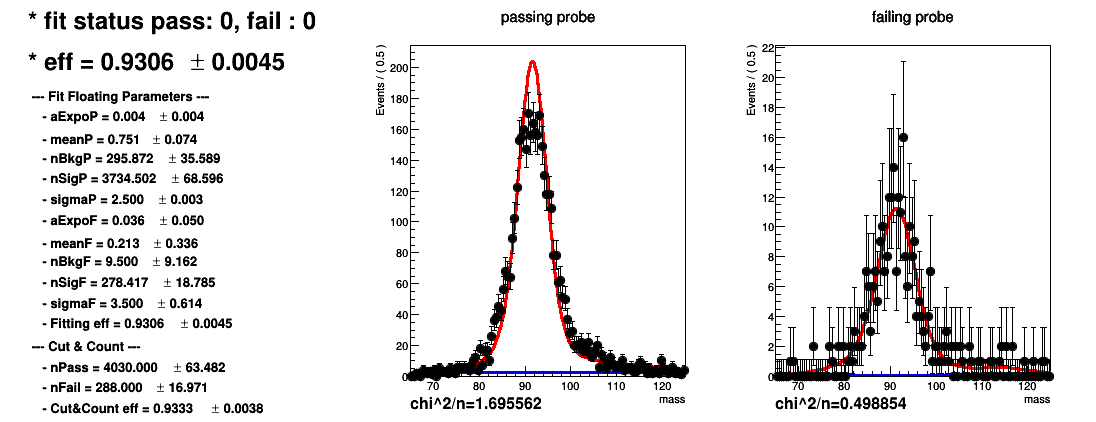 * fit status pass: 0, fail : 0
* eff = 0.9306 ± 0.0045
--- Fit Floating Parameters ---
- aExpoP = 0.004 ± 0.004
- meanP = 0.751 ± 0.074
- nBkgP = 295.872 ± 35.589
- nSigP = 3734.502 ± 68.596
- sigmaP = 2.500 ± 0.003
- aExpoF = 0.036 ± 0.050
- meanF = 0.213 ± 0.336
- nBkgF = 9.500 ± 9.162
- nSigF = 278.417 ± 18.785
- sigmaF = 3.500 ± 0.614
- Fitting eff = 0.9306 ± 0.0045
--- Cut & Count ---
- nPass = 4030.000 ± 63.482
- nFail = 288.000 ± 16.971
- Cut&Count eff = 0.9333 ± 0.0038
passing probe
Events / ( 0.5 )
200
180
160
140
120
100
80
60
40
20
0
70 80 90 100 110 120
mass
chi^2/n=1.695562
failing probe
Events / ( 0.5 )
22
20
18
16
14
12
10
8
6
4
2
0
70 80 90 100 110 120
mass
chi^2/n=0.498854